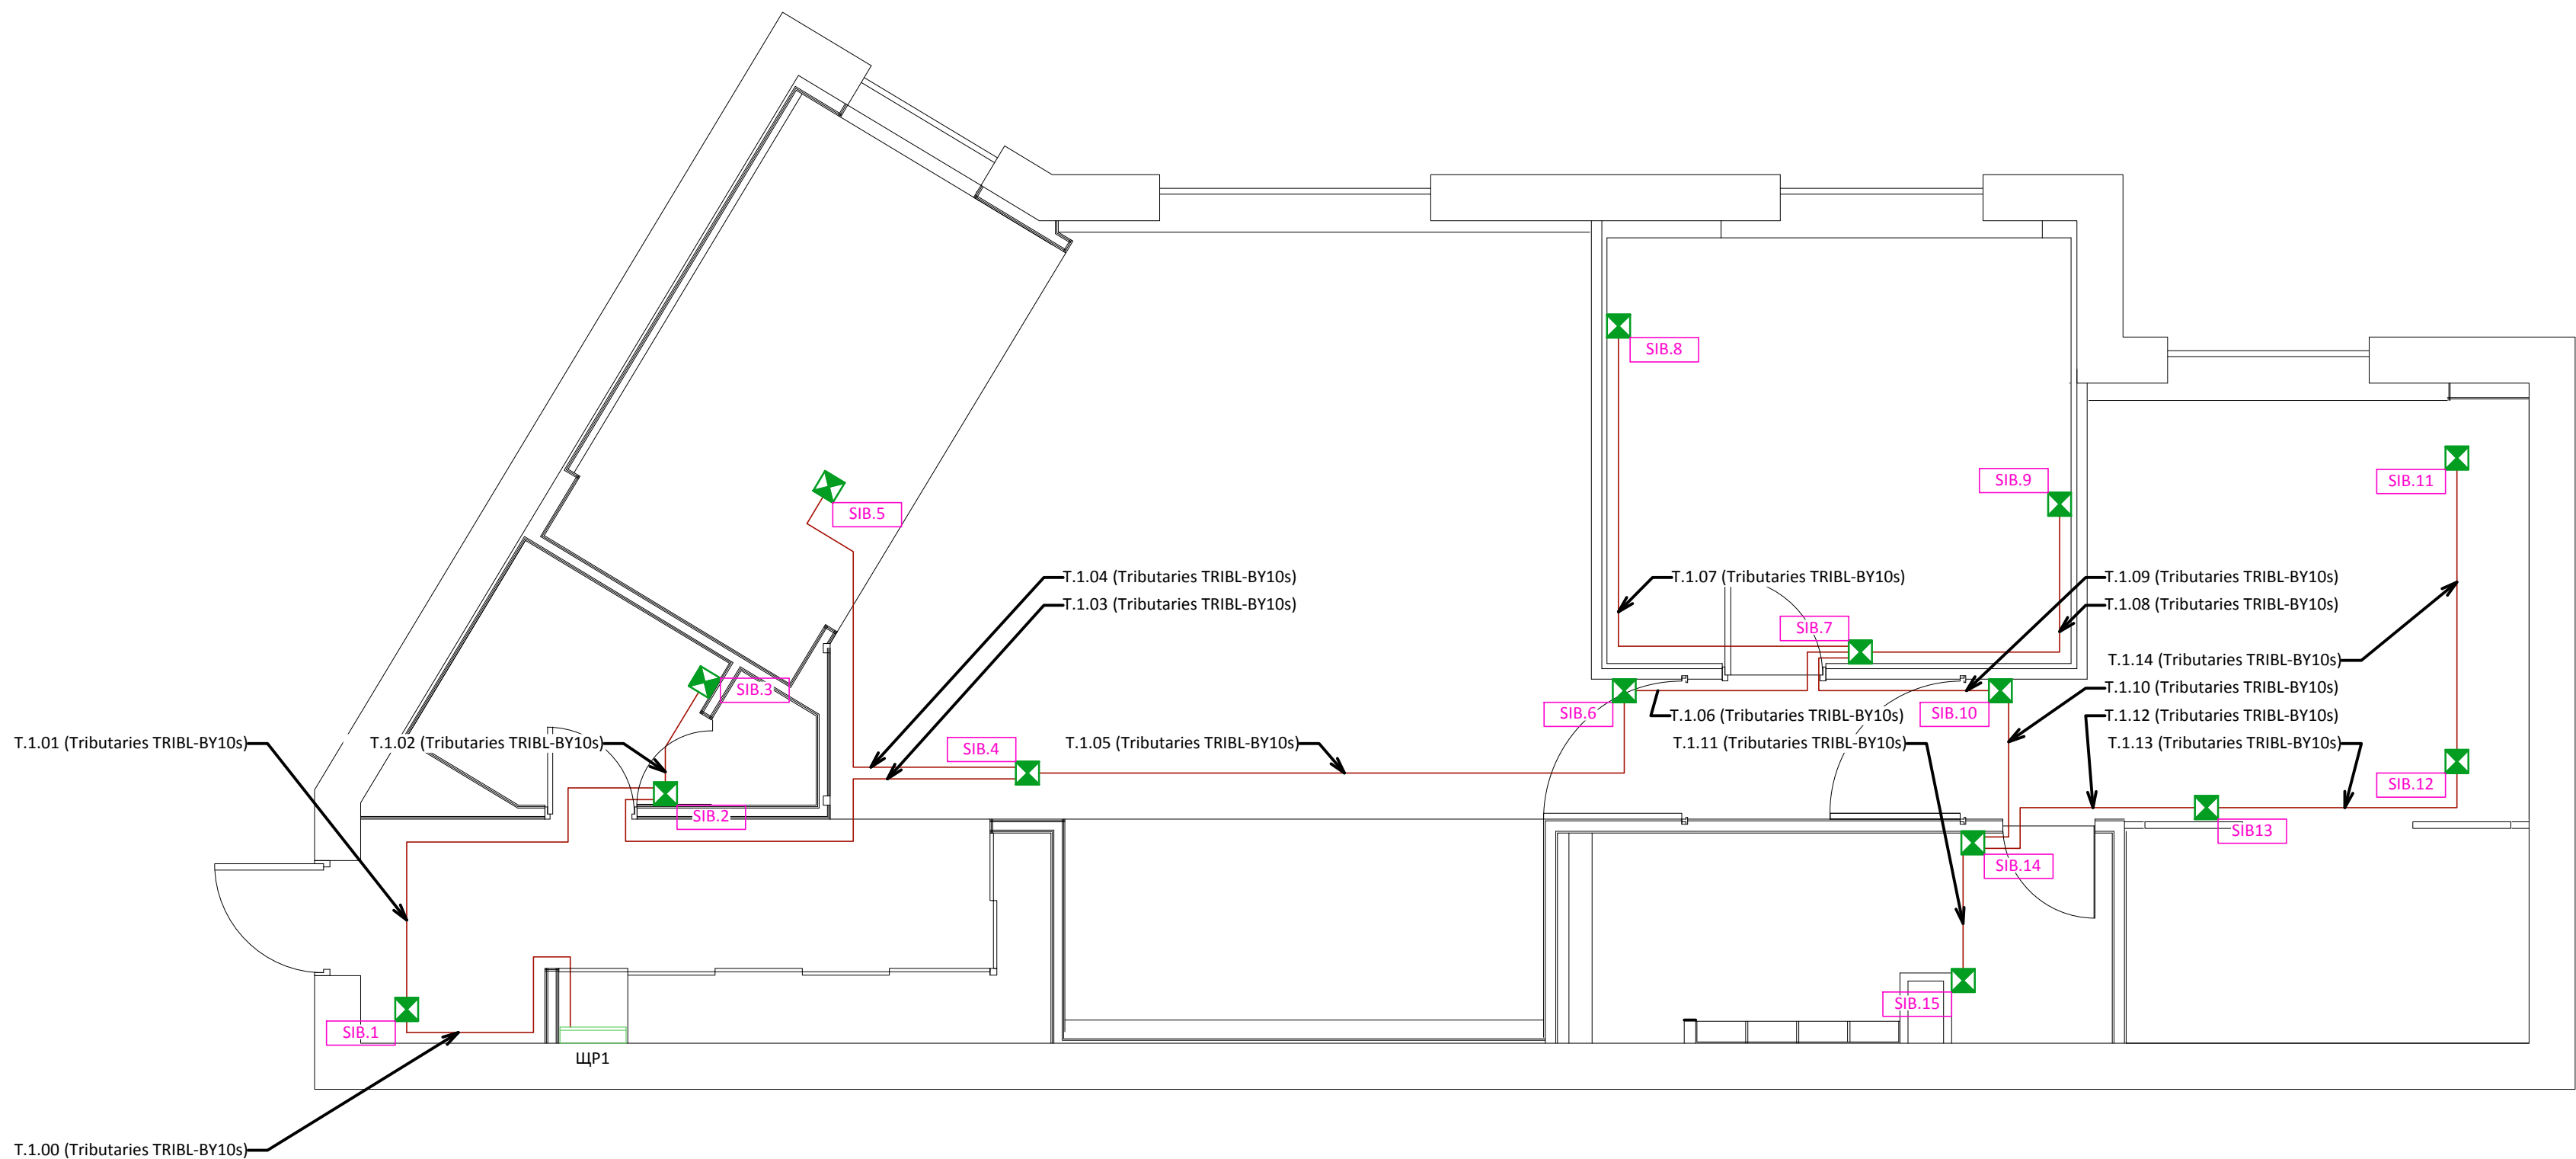 SIB.8
SIB.9
SIB.11
SIB.5
T.1.04 (Tributaries TRIBL-BY10s)
T.1.03 (Tributaries TRIBL-BY10s)
T.1.07 (Tributaries TRIBL-BY10s)
T.1.09 (Tributaries TRIBL-BY10s)
T.1.08 (Tributaries TRIBL-BY10s)
SIB.7
T.1.14 (Tributaries TRIBL-BY10s)
SIB.3
T.1.10 (Tributaries TRIBL-BY10s)
SIB.6
T.1.06 (Tributaries TRIBL-BY10s)
SIB.10
T.1.12 (Tributaries TRIBL-BY10s)
T.1.01 (Tributaries TRIBL-BY10s)
T.1.02 (Tributaries TRIBL-BY10s)
SIB.4
T.1.05 (Tributaries TRIBL-BY10s)
T.1.11 (Tributaries TRIBL-BY10s)
T.1.13 (Tributaries TRIBL-BY10s)
SIB.12
SIB.2
SIB13
SIB.14
SIB.15
SIB.1
ЩР1
T.1.00 (Tributaries TRIBL-BY10s)